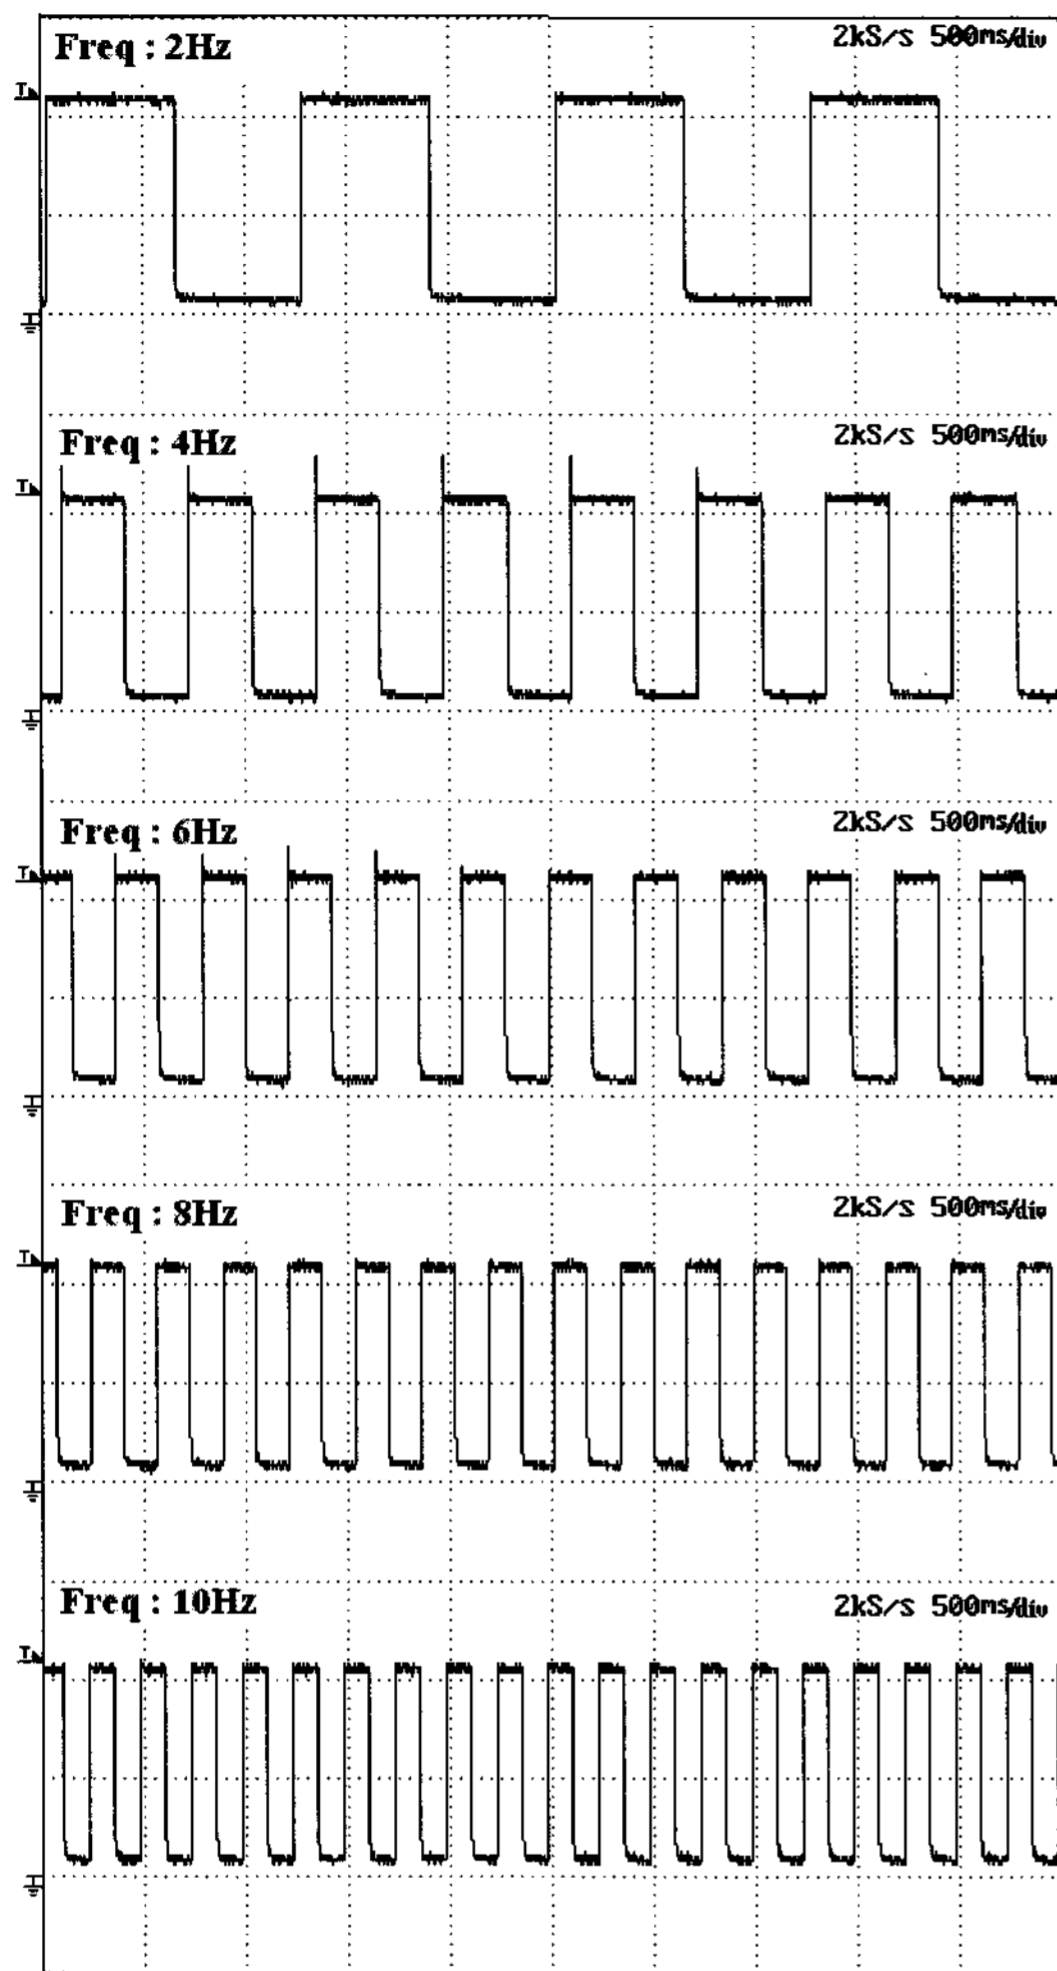 Freq : 2Hz 2kS/s 500ms/div
T
Freq : 4Hz 2kS/s 500ms/div
T
Freq : 6Hz 2kS/s 500ms/div
T
Freq : 8Hz 2kS/s 500ms/div
T
Freq : 10Hz 2kS/s 500ms/div
T